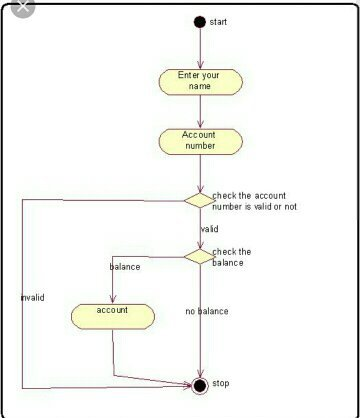 start
Enter your
name
Account
number
check the account
number is valid or not
valid
check the
balance
balance
invalid
account
no balance
stop